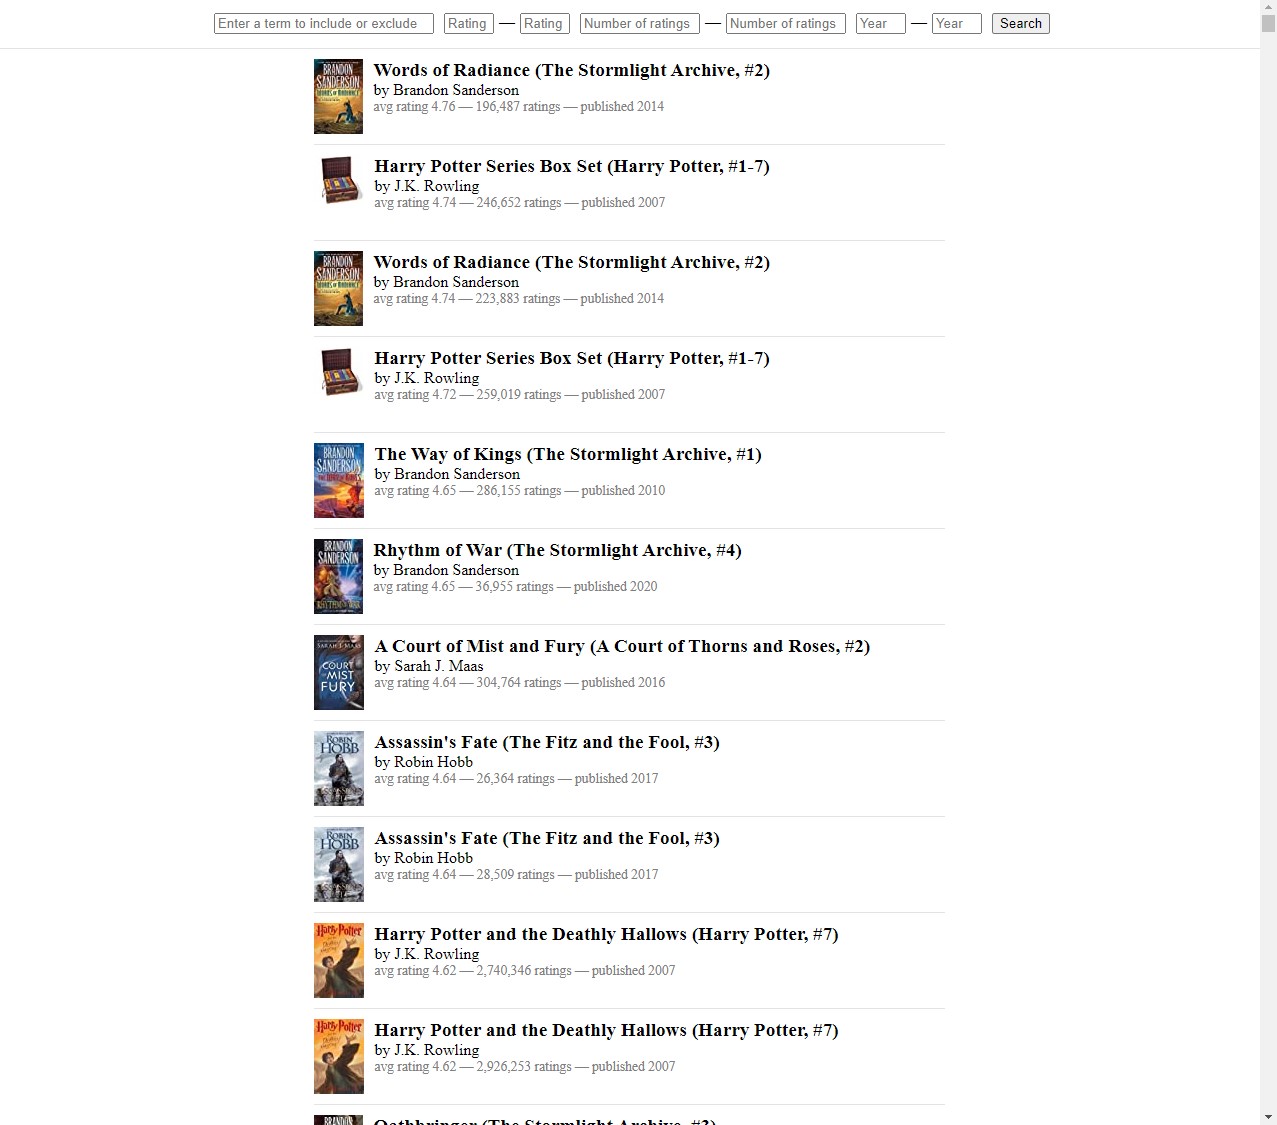 Enter a term to include or exclude Rating — Rating Number of ratings — Number of ratings Year — Year Search
BRANDON
SANDERSON
WORDS OF RADIANCE
Words of Radiance (The Stormlight Archive, #2)
by Brandon Sanderson
avg rating 4.76 — 196,487 ratings — published 2014
Harry Potter Series Box Set (Harry Potter, #1-7)
by J.K. Rowling
avg rating 4.74 — 246,652 ratings — published 2007
BRANDON
SANDERSON
WORDS OF RADIANCE
Words of Radiance (The Stormlight Archive, #2)
by Brandon Sanderson
avg rating 4.74 — 223,883 ratings — published 2014
Harry Potter Series Box Set (Harry Potter, #1-7)
by J.K. Rowling
avg rating 4.72 — 259,019 ratings — published 2007
BRANDON
SANDERSON
THE WAY OF KINGS
The Way of Kings (The Stormlight Archive, #1)
by Brandon Sanderson
avg rating 4.65 — 286,155 ratings — published 2010
BRANDON
SANDERSON
RHYTHM OF WAR
Rhythm of War (The Stormlight Archive, #4)
by Brandon Sanderson
avg rating 4.65 — 36,955 ratings — published 2020
SARAH J. MAAS
COURT
MIST
FURY
A Court of Mist and Fury (A Court of Thorns and Roses, #2)
by Sarah J. Maas
avg rating 4.64 — 304,764 ratings — published 2016
ROBIN
HOBB
Assassin's Fate (The Fitz and the Fool, #3)
by Robin Hobb
avg rating 4.64 — 26,364 ratings — published 2017
ROBIN
HOBB
Assassin's Fate (The Fitz and the Fool, #3)
by Robin Hobb
avg rating 4.64 — 28,509 ratings — published 2017
Harry Potter
Harry Potter and the Deathly Hallows (Harry Potter, #7)
by J.K. Rowling
avg rating 4.62 — 2,740,346 ratings — published 2007
Harry Potter
Harry Potter and the Deathly Hallows (Harry Potter, #7)
by J.K. Rowling
avg rating 4.62 — 2,926,253 ratings — published 2007
BRANDON
Oathbringer (The Stormlight Archive, #3)